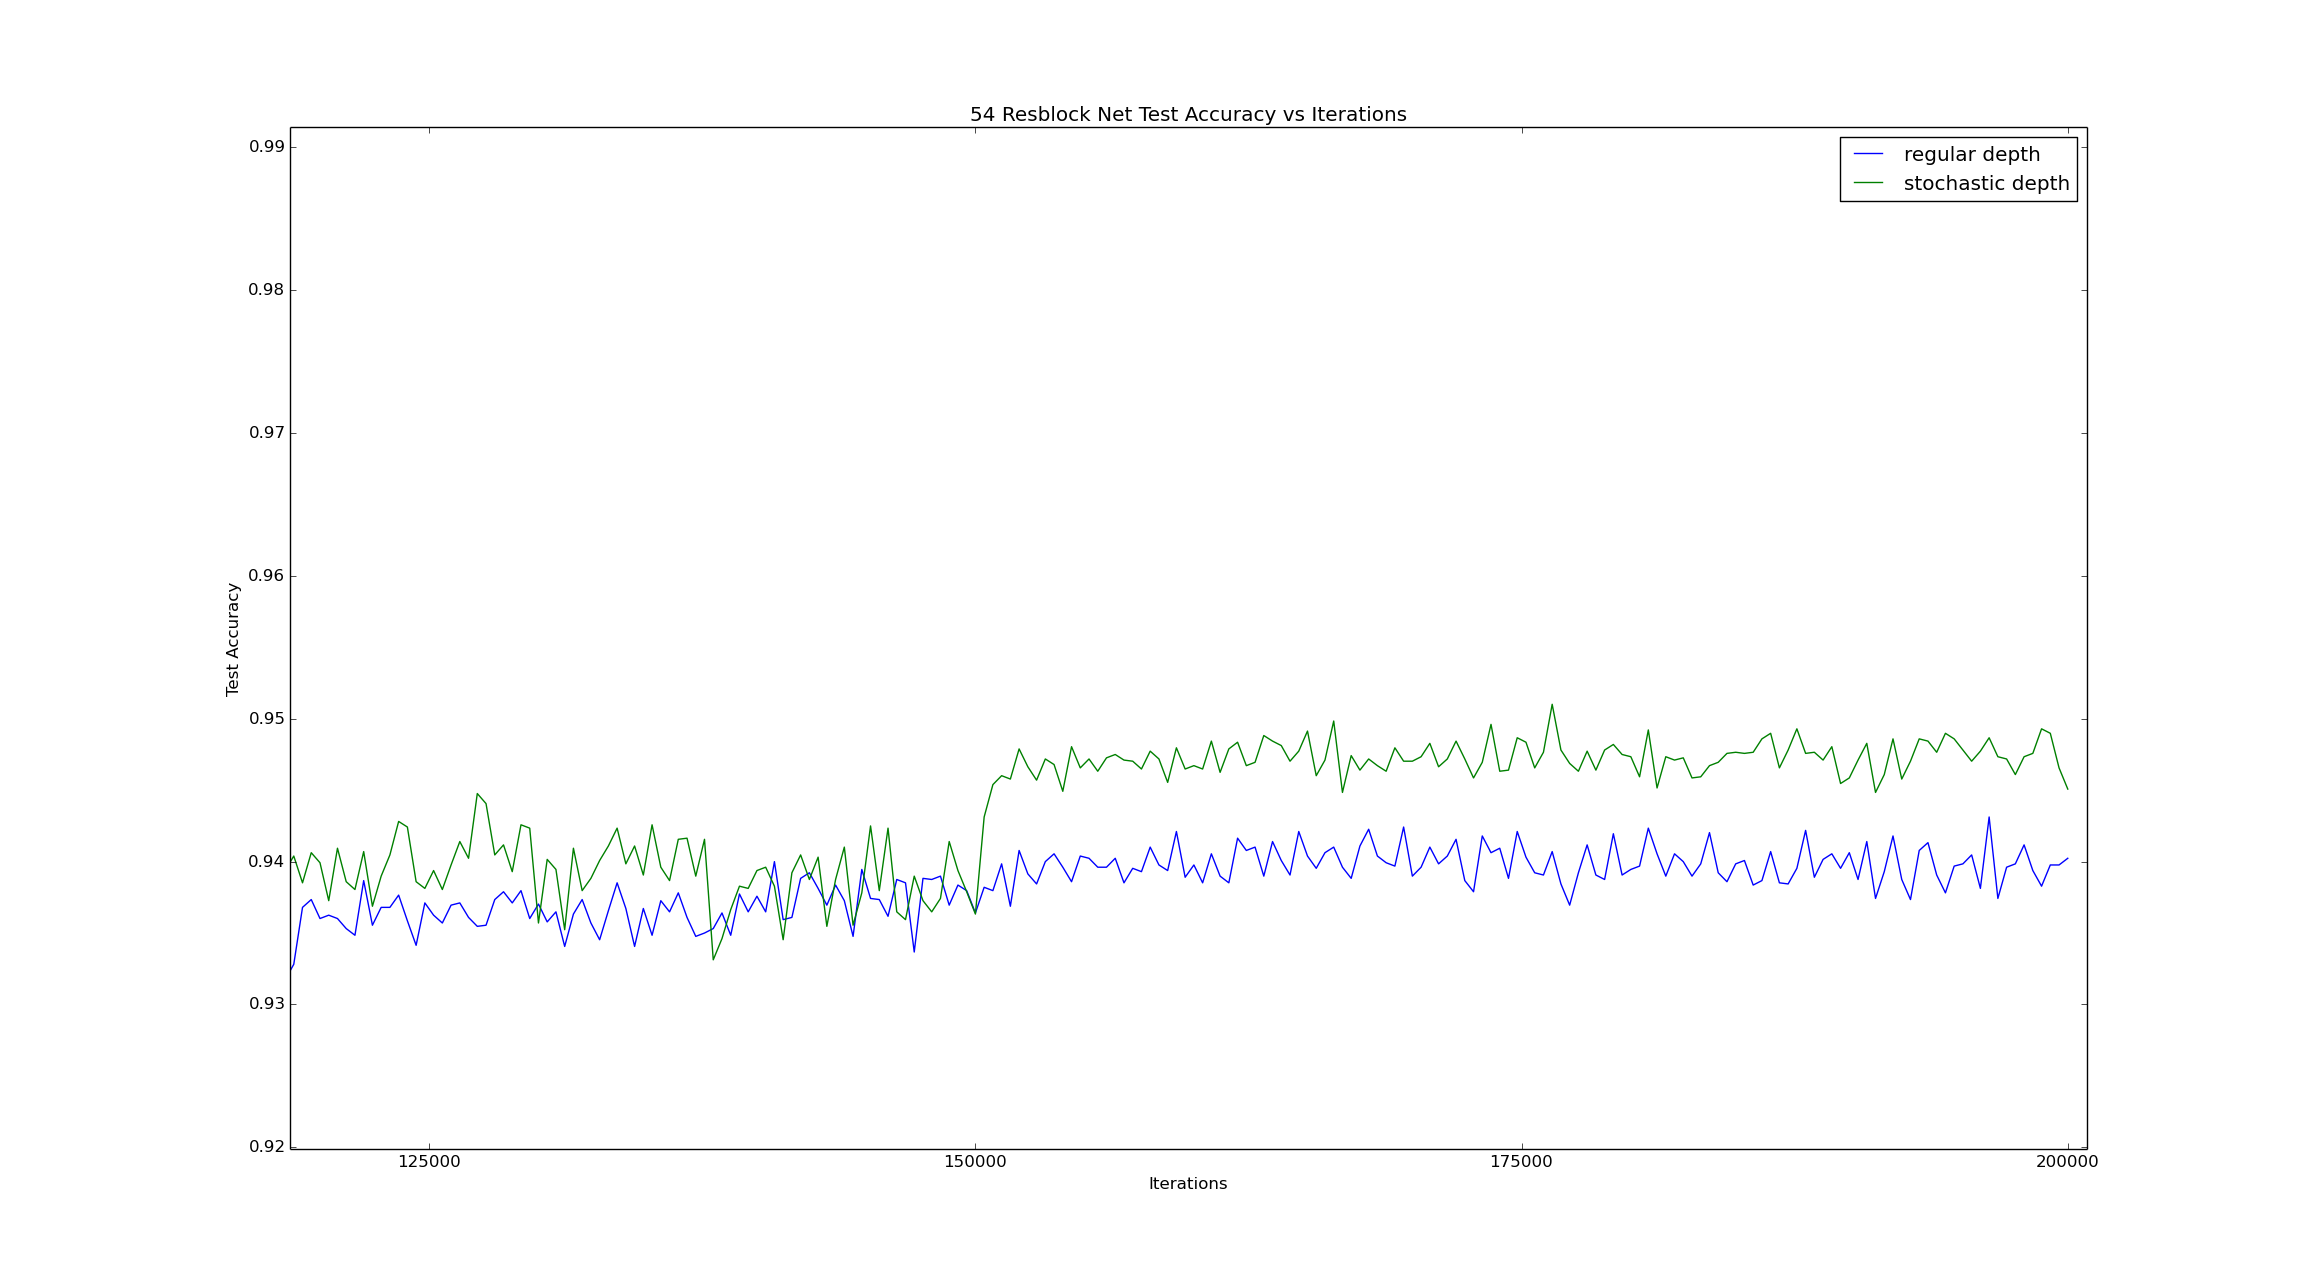 54 Resblock Net Test Accuracy vs Iterations
regular depth
stochastic depth
0.99
0.98
0.97
0.96
0.95
0.94
0.93
0.92
Test Accuracy
125000
150000
175000
200000
Iterations